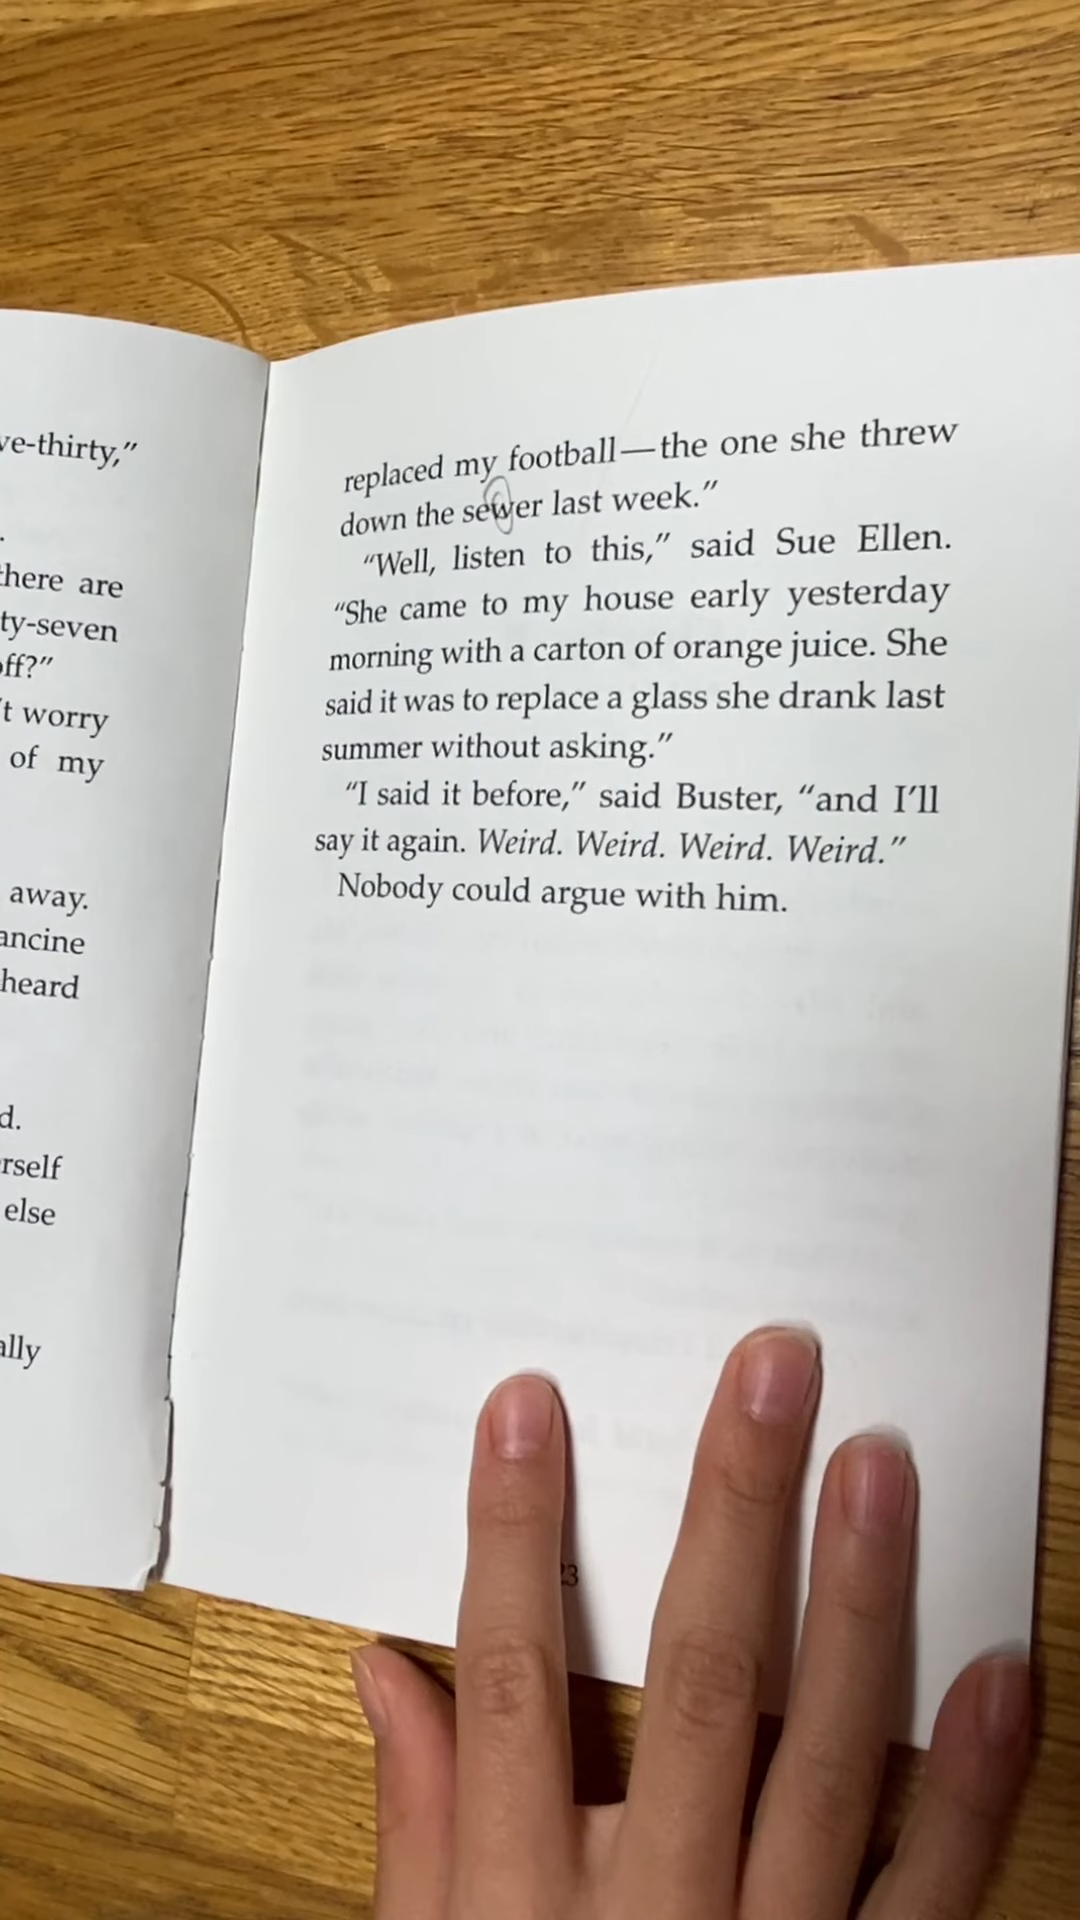 ve-thirty,”
.
here are
ty-seven
off?”
’t worry
of my
away.
ancine
heard
d.
rself
else
ally
replaced my football—the one she threw
down the sewer last week.”
“Well, listen to this,” said Sue Ellen.
“She came to my house early yesterday
morning with a carton of orange juice. She
said it was to replace a glass she drank last
summer without asking.”
“I said it before,” said Buster, “and I’ll
say it again. Weird. Weird. Weird. Weird.”
Nobody could argue with him.
23